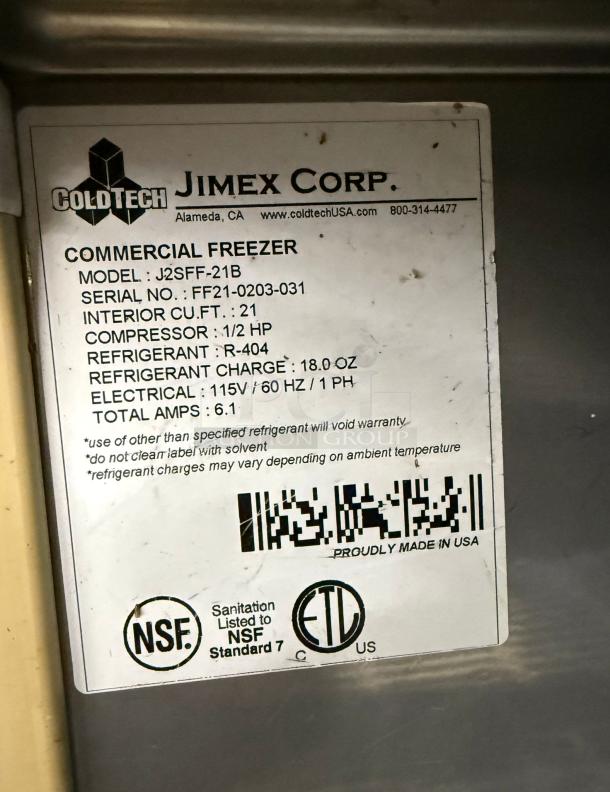 COLDTECH
JIMEX CORP.
Alameda, CA www.coldtechUSA.com 800-314-4477
COMMERCIAL FREEZER
MODEL : J2SFF-21B
SERIAL NO. : FF21-0203-031
INTERIOR CU.FT. : 21
COMPRESSOR : 1/2 HP
REFRIGERANT : R-404
REFRIGERANT CHARGE : 18.0 OZ
ELECTRICAL : 115V / 60 HZ / 1 PH
TOTAL AMPS : 6.1
*use of other than specified refrigerant will void warranty
*do not clean label with solvent
*refrigerant charges may vary depending on ambient temperature
GROUP
PROUDLY MADE IN USA
NSF.
Sanitation
Listed to
NSF
Standard 7
ETL
C US